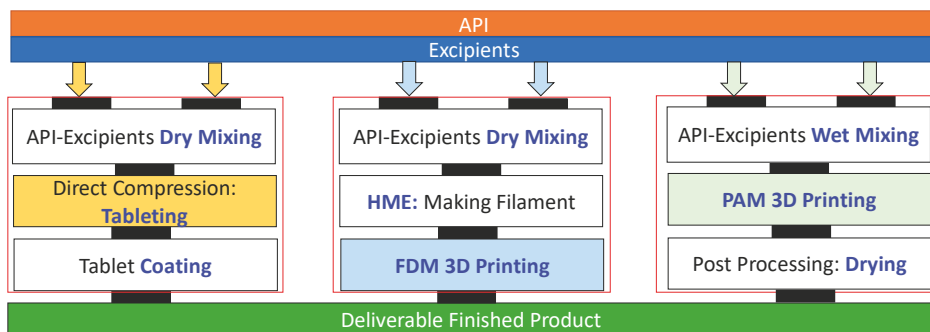 API
Excipients
API-Excipients Dry Mixing
Direct Compression:
Tableting
Tablet Coating
API-Excipients Dry Mixing
HME: Making Filament
FDM 3D Printing
API-Excipients Wet Mixing
PAM 3D Printing
Post Processing: Drying
Deliverable Finished Product